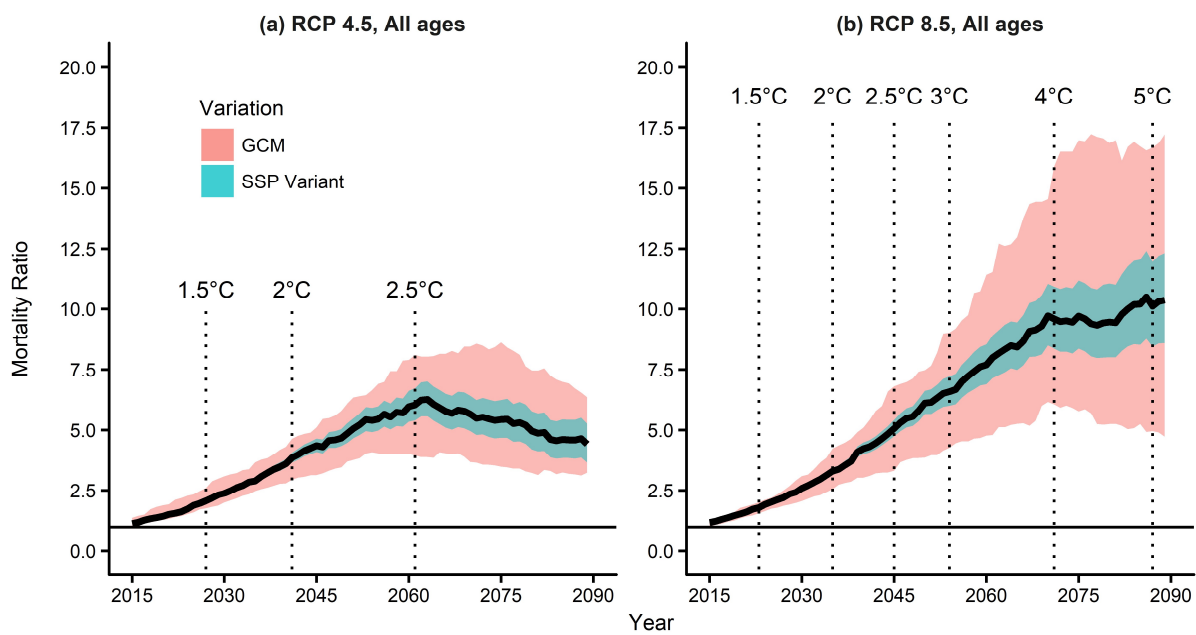 (a) RCP 4.5, All ages
(b) RCP 8.5, All ages
Mortality Ratio
20.0
17.5
15.0
12.5
10.0
7.5
5.0
2.5
0.0
Variation
GCM
SSP Variant
1.5°C 2°C 2.5°C
2015 2030 2045 2060 2075 2090
20.0
17.5
15.0
12.5
10.0
7.5
5.0
2.5
0.0
1.5°C 2°C 2.5°C 3°C 4°C 5°C
2015 2030 2045 2060 2075 2090
Year